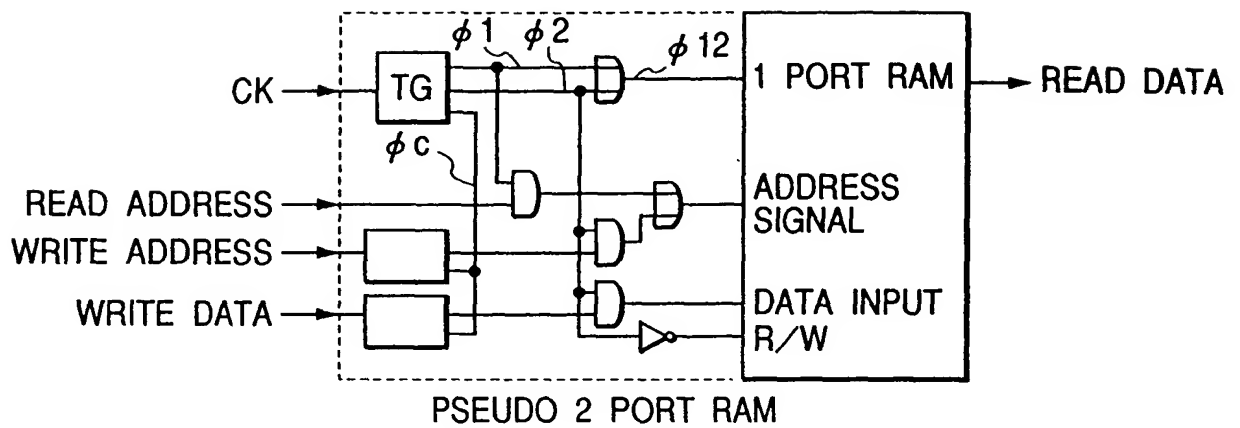 φ1 φ2 φ12
CK TG 1 PORT RAM READ DATA
φc
READ ADDRESS ADDRESS
SIGNAL
WRITE ADDRESS
WRITE DATA DATA INPUT
R/W
PSEUDO 2 PORT RAM